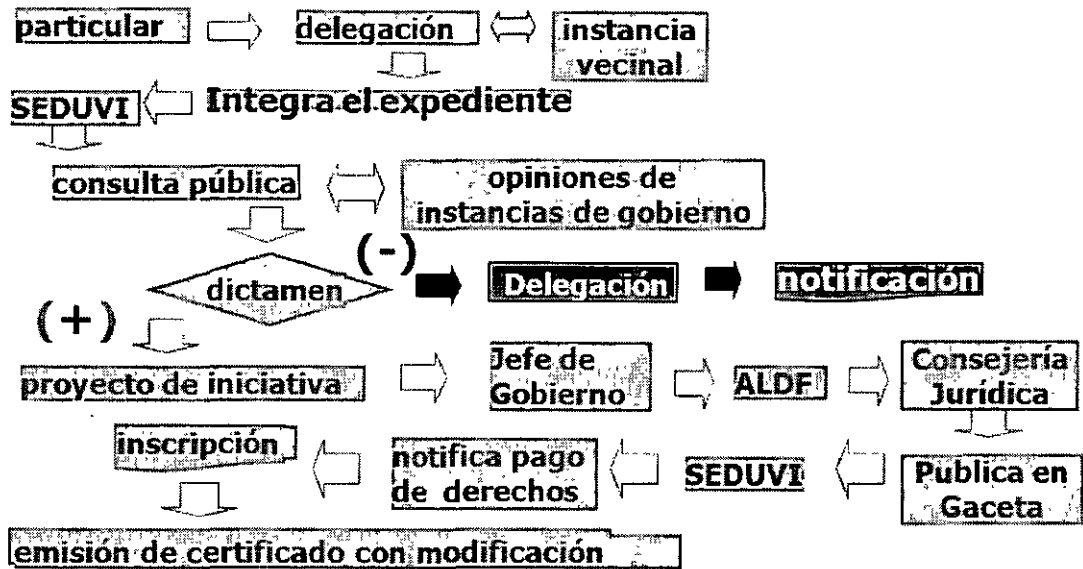 particular
delegación
instancia
vecinal
SEDUVI
Integra el expediente
consulta pública
opiniones de
instancias de gobierno
(-)
dictamen
Delegación
notificación
(+)
proyecto de iniciativa
Jefe de
Gobierno
ALDF
Consejería
Jurídica
inscripción
notifica pago
de derechos
SEDUVI
Publica en
Gaceta
emisión de certificado con modificación